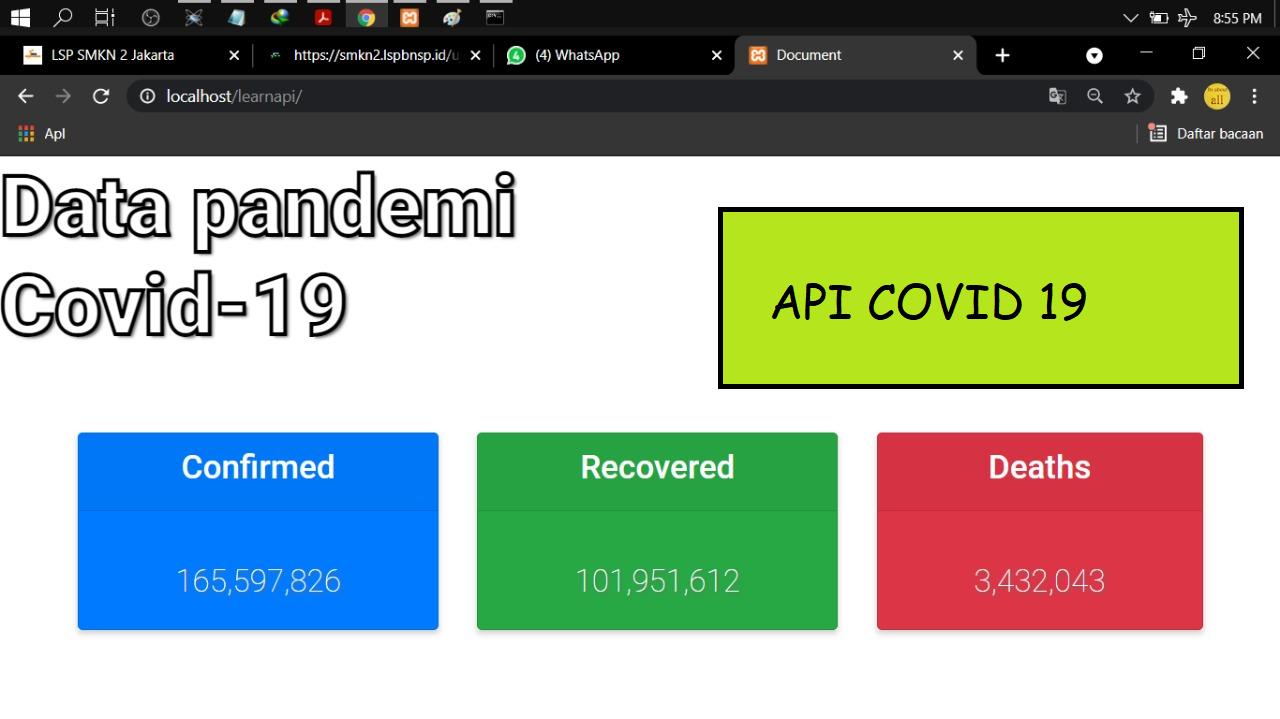 8:55 PM
LSP SMKN 2 Jakarta
https://smkn2.lspbnsp.id/u
(4) WhatsApp
Document
localhost/learnapi/
Apl
Daftar bacaan
Data pandemi
Covid-19
API COVID 19
Confirmed
Recovered
Deaths
165,597,826
101,951,612
3,432,043